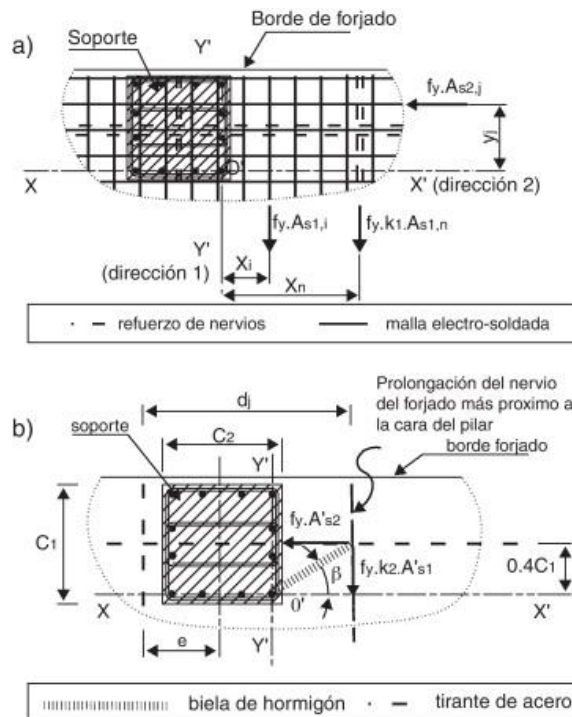 a)
Soporte
Y'
Borde de forjado
fy.As2,j
yj
O'
X
X' (dirección 2)
fy.As1,i
fy.k1.As1,n
Y'
(dirección 1)
Xi
Xn
refuerzo de nervios
malla electro-soldada
b)
dj
Prolongación del nervio
del forjado más proximo a
la cara del pilar
borde forjado
soporte
C2
Y'
C1
fy.A's2
β
fy.k2.A's1
0.4C1
X
0'
X'
Y'
e
biela de hormigón
tirante de acero